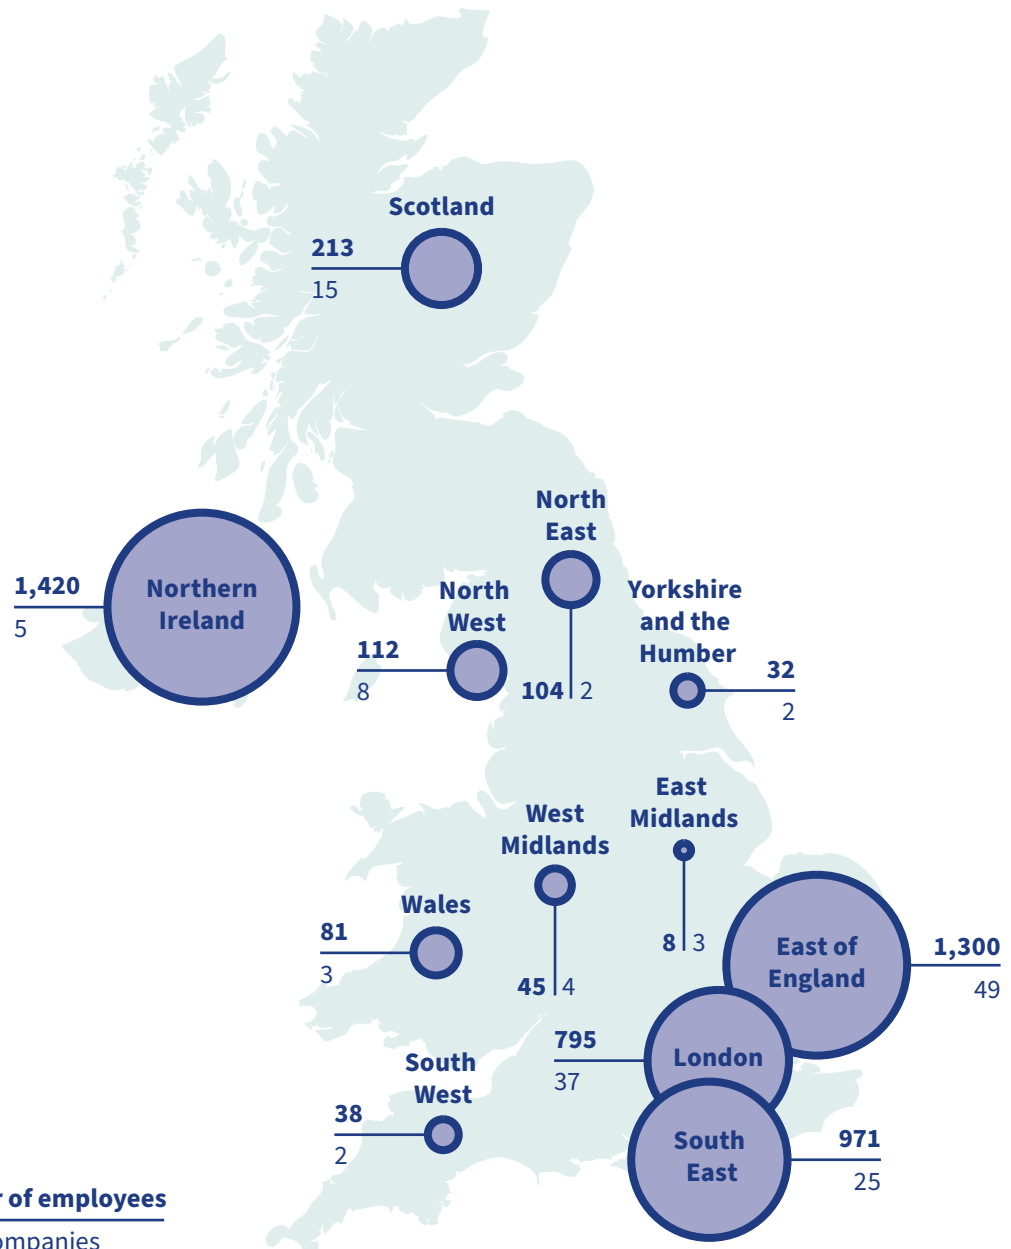 Scotland
213
15
North
East
104 2
Northern
Ireland
1,420
5
North
West
112
8
Yorkshire
and the
Humber
32
2
East
Midlands
8 3
West
Midlands
45 4
Wales
81
3
East of
England
1,300
49
London
795
37
South
West
38
2
South
East
971
25
of employees